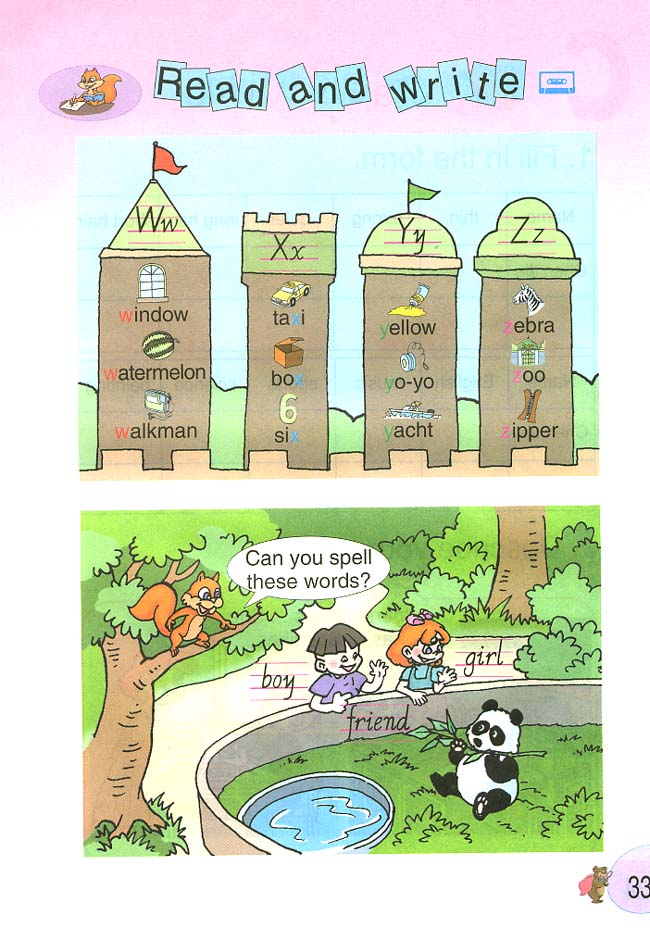 Read and write
Ww
window
watermelon
walkman
Xx
taxi
box
6
six
Yy
yellow
yo-yo
yacht
Zz
zebra
zoo
zipper
Can you spell
these words?
boy
girl
friend
33